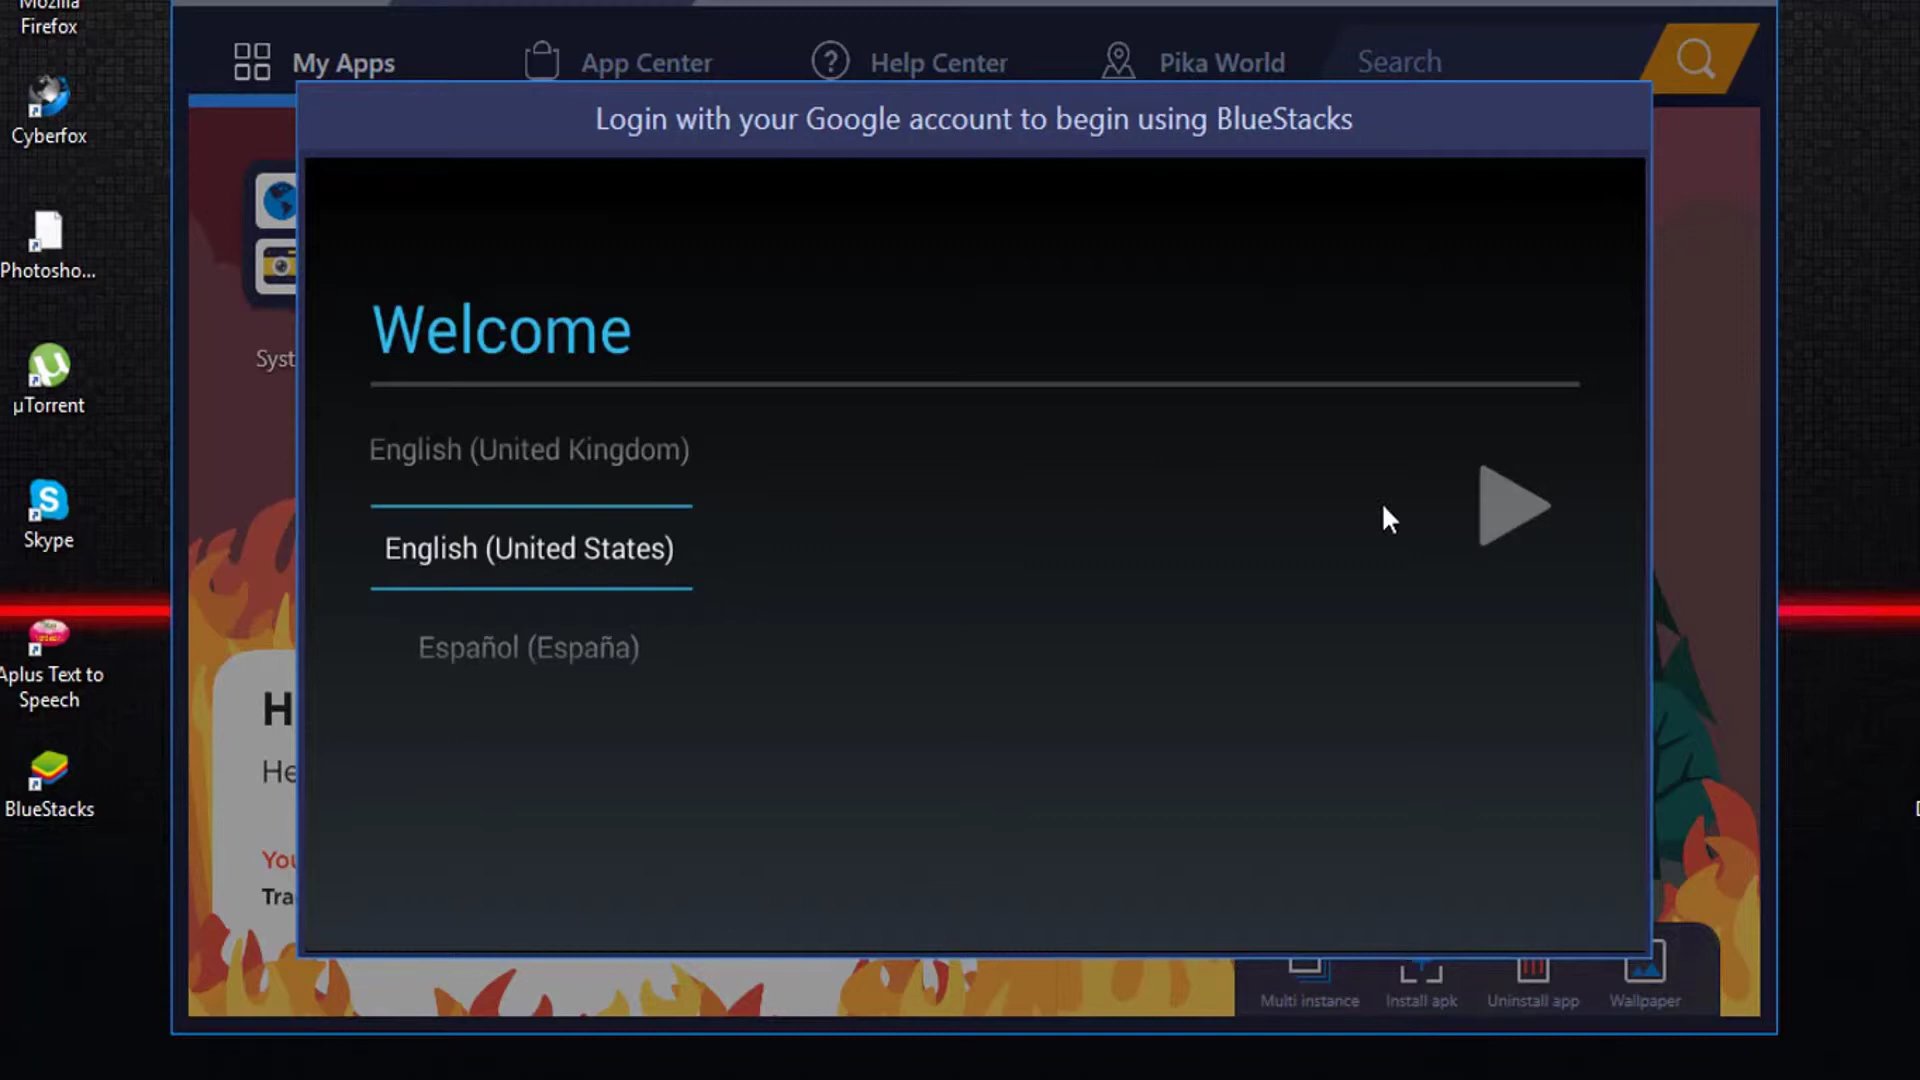 Mozilla
Firefox
Cyberfox
Photosho...
µTorrent
Skype
Aplus Text to
Speech
BlueStacks
My Apps
App Center
Help Center
Pika World
Search
Login with your Google account to begin using BlueStacks
Welcome
English (United Kingdom)
English (United States)
Español (España)
Syst
H
He
You
Tra
Multi instance
Install apk
Uninstall app
Wallpaper